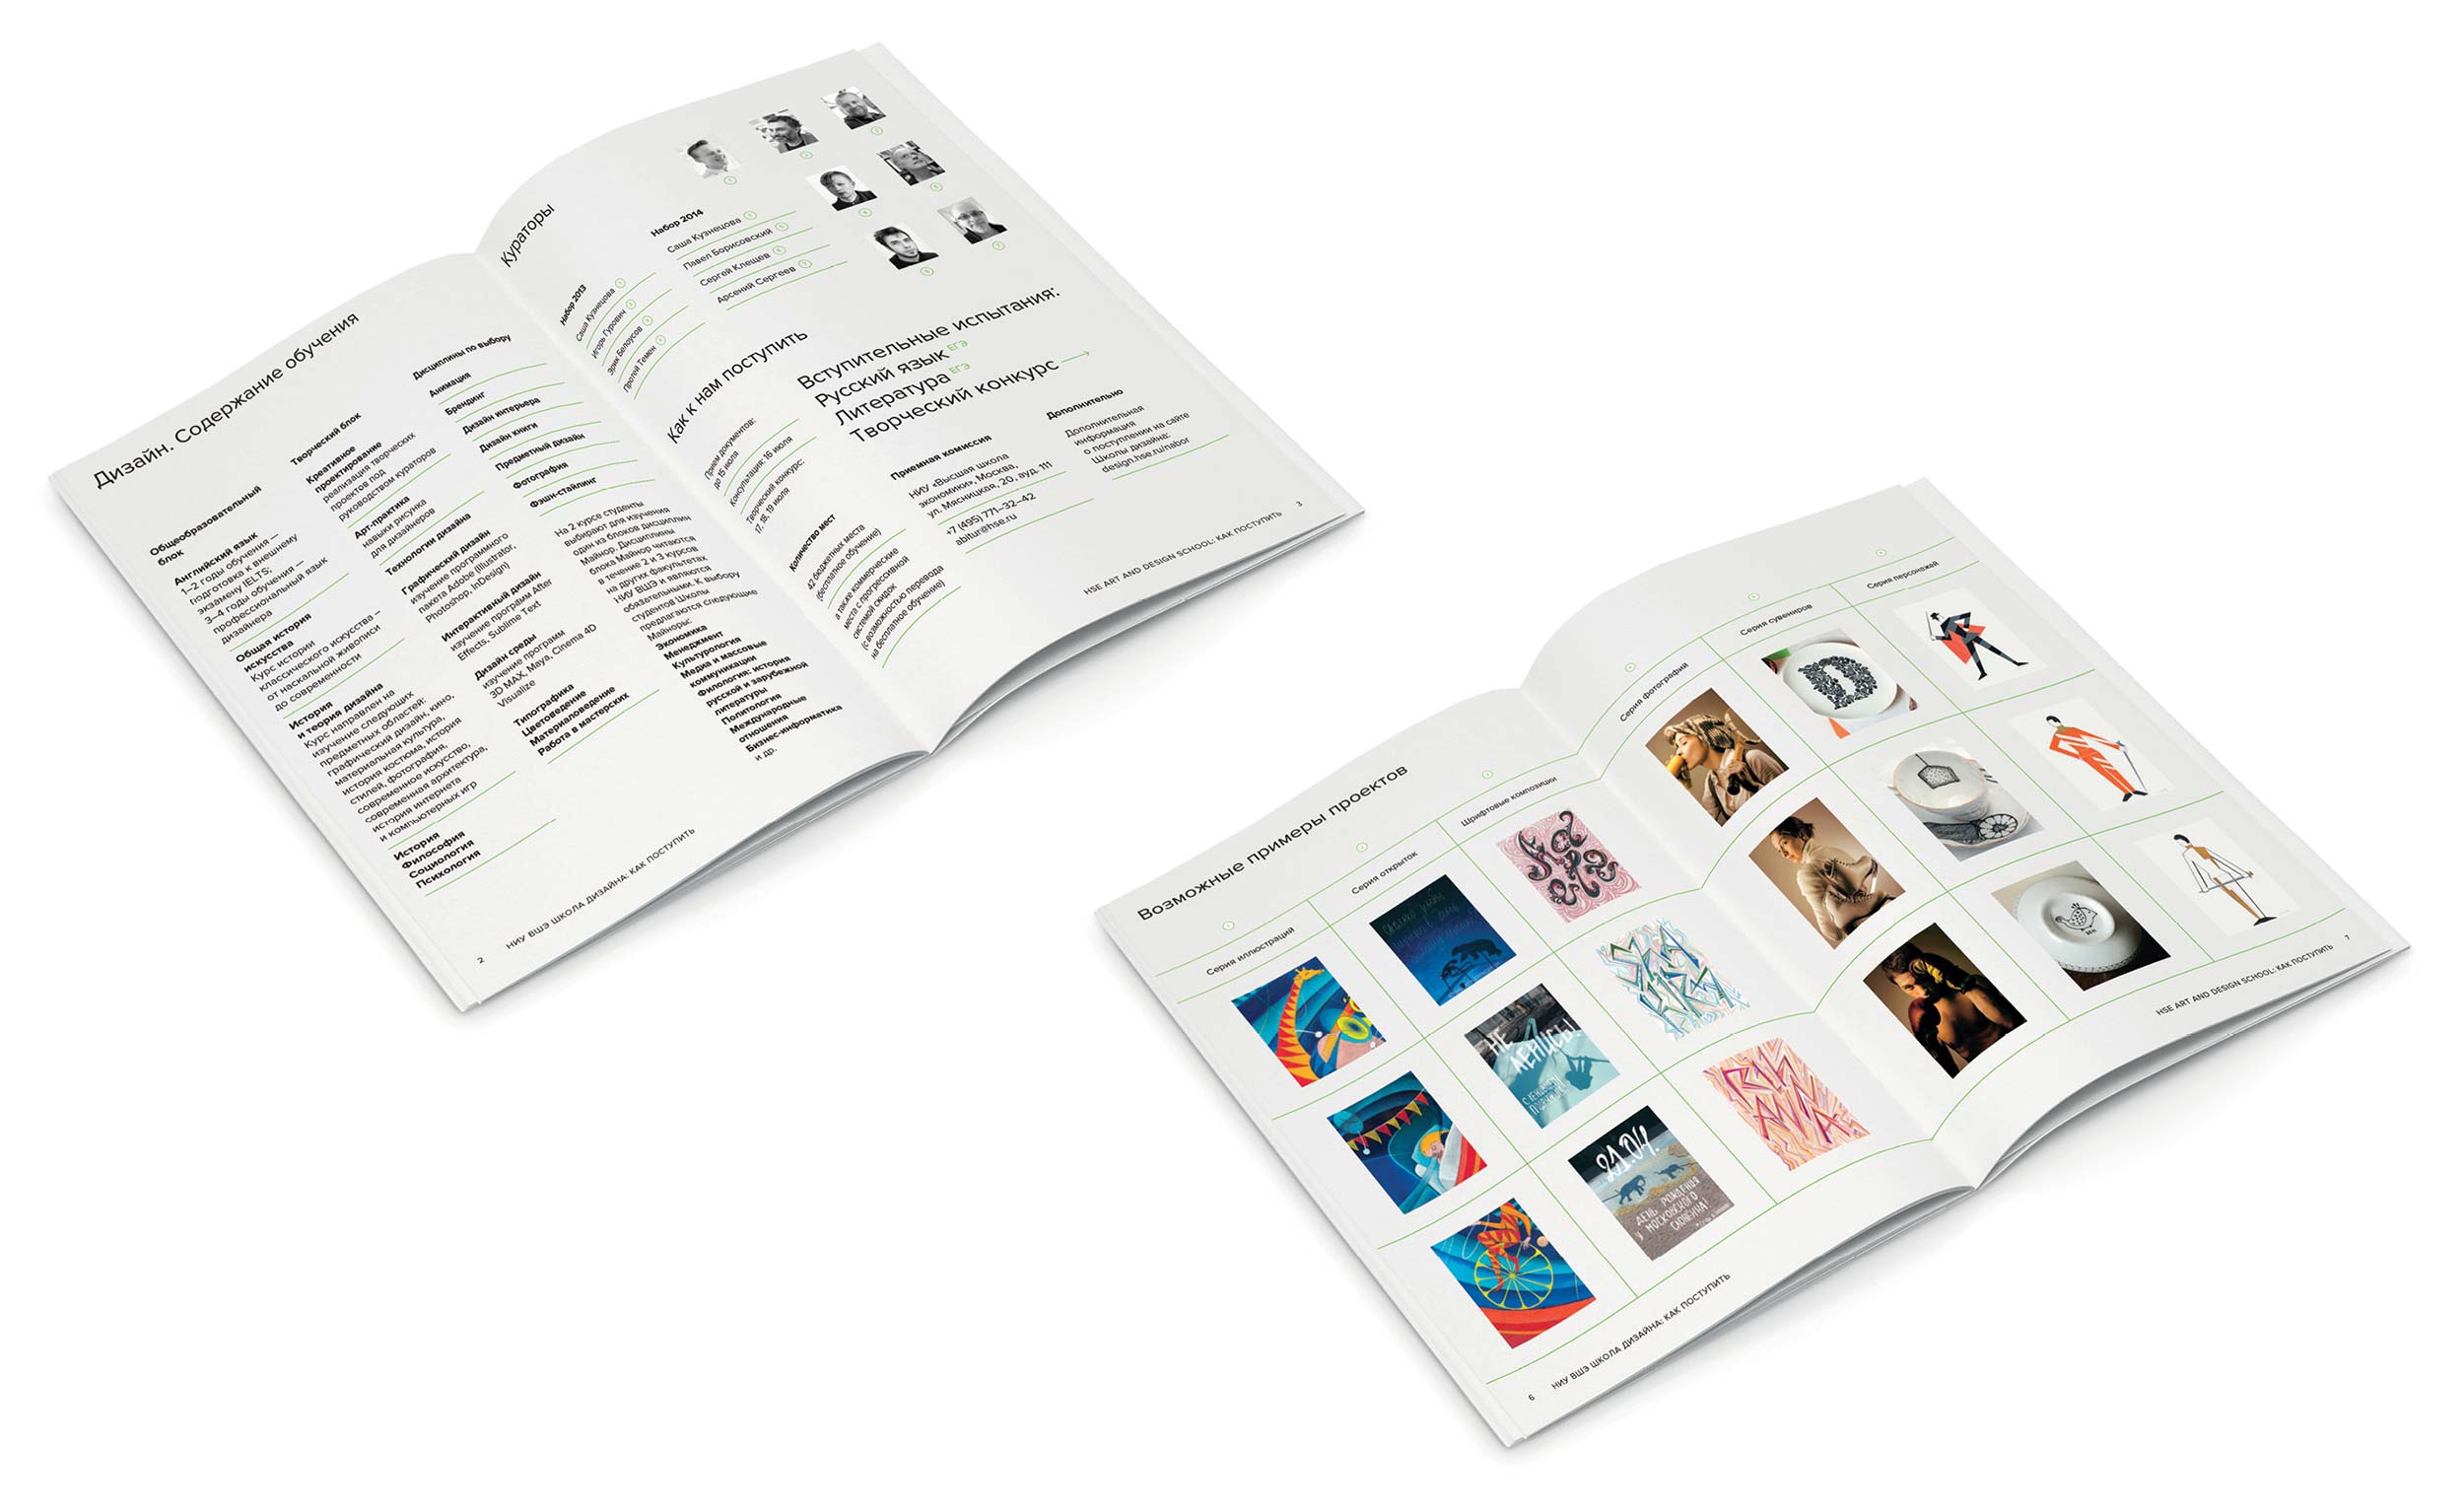 Дизайн. Содержание обучения
Общеобразовательный
блок
Английский язык
1–2 годы обучения —
подготовка к внешнему
экзамену IELTS;
3–4 годы обучения —
профессиональный язык
дизайнера
Общая история
искусства
Курс истории
классического искусства —
от наскальной живописи
до современности
История
и теория дизайна
Курс направлен на
изучение следующих
предметных областей:
графический дизайн, кино,
материальная культура,
история костюма, история
стилей, фотография,
современное искусство,
современная архитектура,
история интернета
и компьютерных игр
История
Философия
Социология
Психология
Творческий блок
Креативное
проектирование
реализация творческих
проектов под
руководством кураторов
Арт-практика
навыки рисунка
для дизайнеров
Технологии дизайна
Графический дизайн
изучение программного
пакета Adobe (Illustrator,
Photoshop, InDesign)
Интерактивный дизайн
изучение программ After
Effects, Sublime Text
Дизайн среды
изучение программ
3D MAX, Maya, Cinema 4D
Visualize
Типографика
Цветоведение
Материаловедение
Работа в мастерских
Дисциплины по выбору
Анимация
Брендинг
Дизайн интерьера
Дизайн книги
Предметный дизайн
Фотография
Фэшн-стайлинг
На 2 курсе студенты
выбирают для изучения
один из блоков дисциплин
Майнор. Дисциплины
блока Майнор читаются
в течение 2 и 3 курсов
на других факультетах
НИУ ВШЭ и являются
обязательными. К выбору
студентов Школы
предлагаются следующие
Майноры:
Экономика
Менеджмент
Культурология
Медиа и массовые
коммуникации
Филология: история
русской и зарубежной
литературы
Политология
Международные
отношения
Бизнес-информатика
и др.
2
НИУ ВШЭ ШКОЛА ДИЗАЙНА: КАК ПОСТУПИТЬ
Кураторы
Набор 2013
Саша Кузнецова
Игорь Гурович
Эрик Белоусов
Протей Темен
Набор 2014
Саша Кузнецова
Павел Борисовский
Сергей Клещев
Арсений Сергеев
Как к нам поступить
Прием документов:
до 15 июля
Консультация: 16 июля
Творческий конкурс:
17, 18, 19 июля
Количество мест
42 бюджетных места
(бесплатное обучение)
а также коммерческие
места с прогрессивной
системой скидок
(с возможностью перевода
на бесплатное обучение)
Вступительные испытания:
Русский язык ЕГЭ
Литература ЕГЭ
Творческий конкурс →
Приемная комиссия
НИУ «Высшая школа
экономики», Москва,
ул. Мясницкая, 20, ауд. 111
+7 (495) 771–32–42
abitur@hse.ru
Дополнительно
Дополнительная
информация
о поступлении на сайте
Школы дизайна:
design.hse.ru/nabor
HSE ART AND DESIGN SCHOOL: КАК ПОСТУПИТЬ
3
Возможные примеры проектов
Серия иллюстраций
Серия открыток
Шрифтовые композиции
Серия фотографий
Серия сувениров
Серия персонажей
НЕ
ЛЕНИСЬ!
21.04.
ДЕНЬ РОЖДЕНИЯ
У МОСКОВСКОГО
6
НИУ ВШЭ ШКОЛА ДИЗАЙНА: КАК ПОСТУПИТЬ
HSE ART AND DESIGN SCHOOL: КАК ПОСТУПИТЬ
7